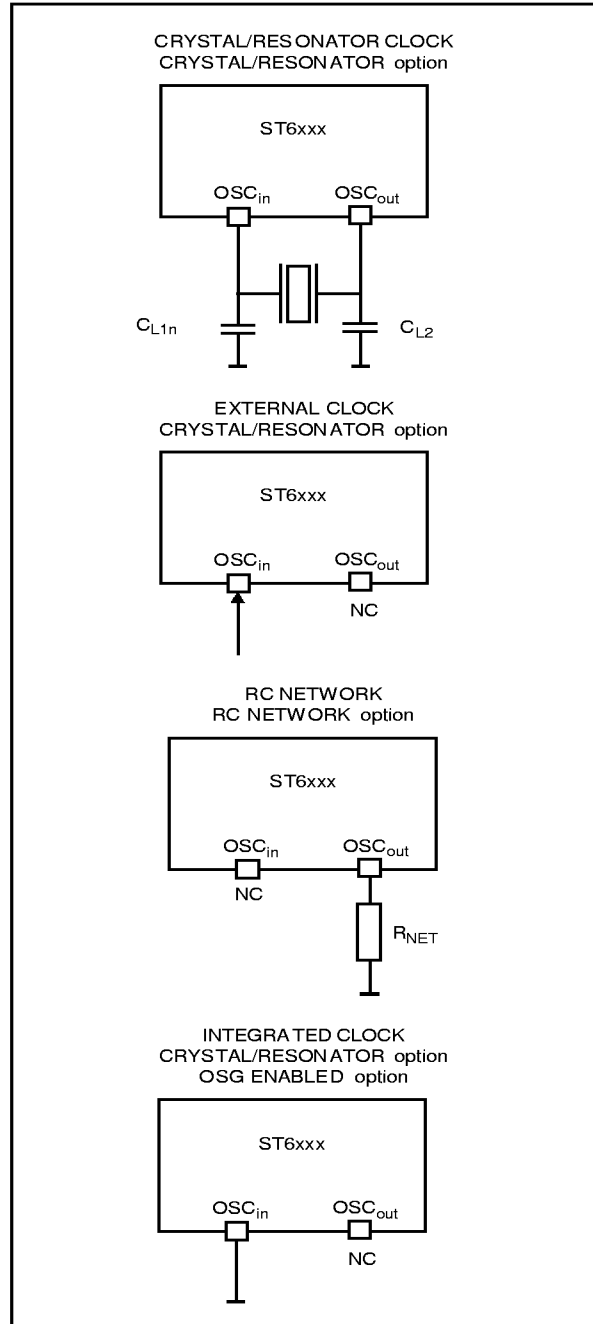 CRYSTAL/RESONATOR CLOCK
CRYSTAL/RESONATOR option
ST6xxx
OSCin OSCout
CL1n CL2
EXTERNAL CLOCK
CRYSTAL/RESONATOR option
ST6xxx
OSCin OSCout
NC
RC NETWORK
RC NETWORK option
ST6xxx
OSCin OSCout
NC
RNET
INTEGRATED CLOCK
CRYSTAL/RESONATOR option
OSG ENABLED option
ST6xxx
OSCin OSCout
NC